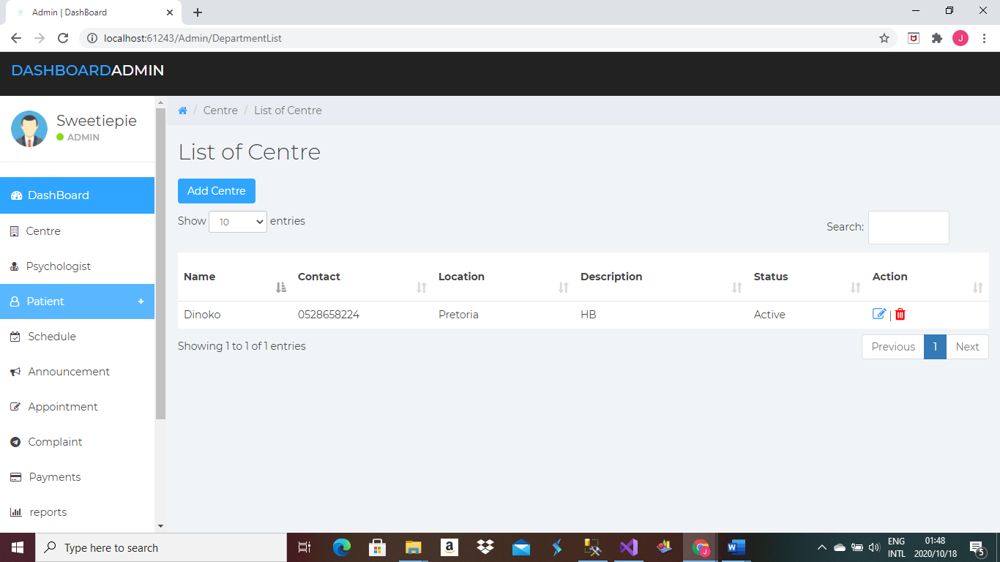 Admin | DashBoard
localhost:61243/Admin/DepartmentList
J
DASHBOARDADMIN
Sweetiepie
ADMIN
DashBoard
Centre
Psychologist
Patient +
Schedule
Announcement
Appointment
Complaint
Payments
reports
/ Centre / List of Centre
List of Centre
Add Centre
Show 10 entries
Search:
Name Contact Location Description Status Action
Dinoko 0528658224 Pretoria HB Active |
Showing 1 to 1 of 1 entries
Previous 1 Next
Type here to search
a
J
W
ENG
INTL
01:48
2020/10/18
5